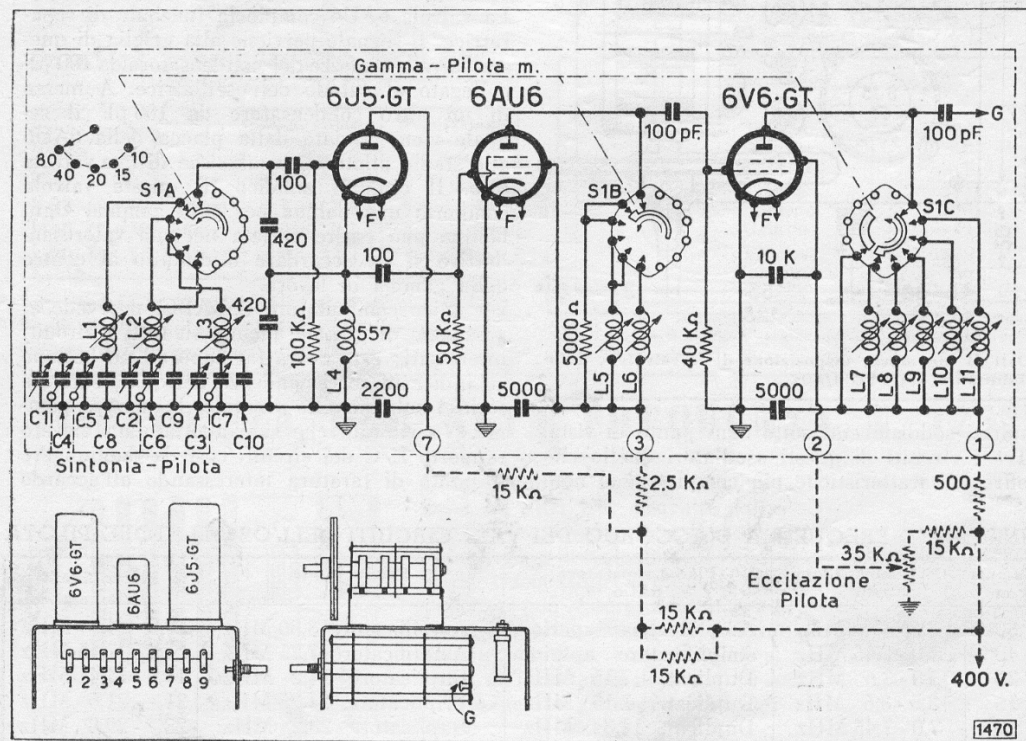 Gamma-Pilota m.
6J5-GT
6AU6
6V6-GT
100 pF.
100 pF.
G
80
40
20
15
10
S1A
100
420
420
100
S1B
S1C
F
F
10 K
L1
L2
L3
100 KΩ
L4
557
50 KΩ
5000 Ω
L5
L6
40 KΩ
L7
L8
L9
L10
L11
2200
5000
5000
C1
C5
C2
C9
C7
C4
C8
C6
C3
C10
7
3
2
1
Sintonia-Pilota
15 KΩ
2.5 KΩ
500
15 KΩ
35 KΩ
Eccitazione
Pilota
15 KΩ
15 KΩ
400 V.
6V6-GT
6AU6
6J5-GT
1 2 3 4 5 6 7 8 9
G
1470